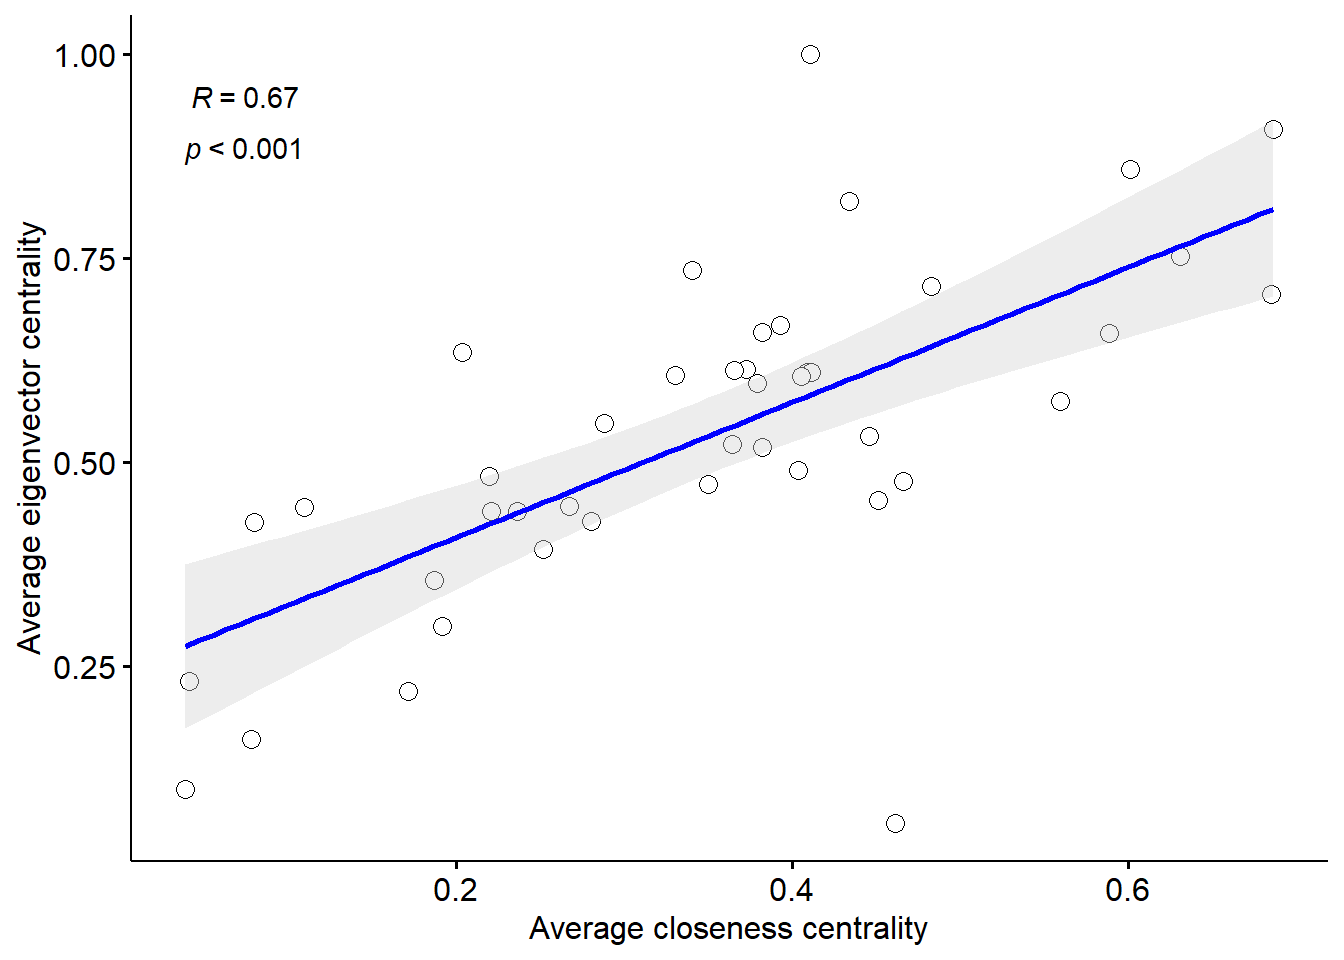 1.00
R = 0.67
p < 0.001
0.75
0.50
0.25
Average eigenvector centrality
0.2
0.4
0.6
Average closeness centrality